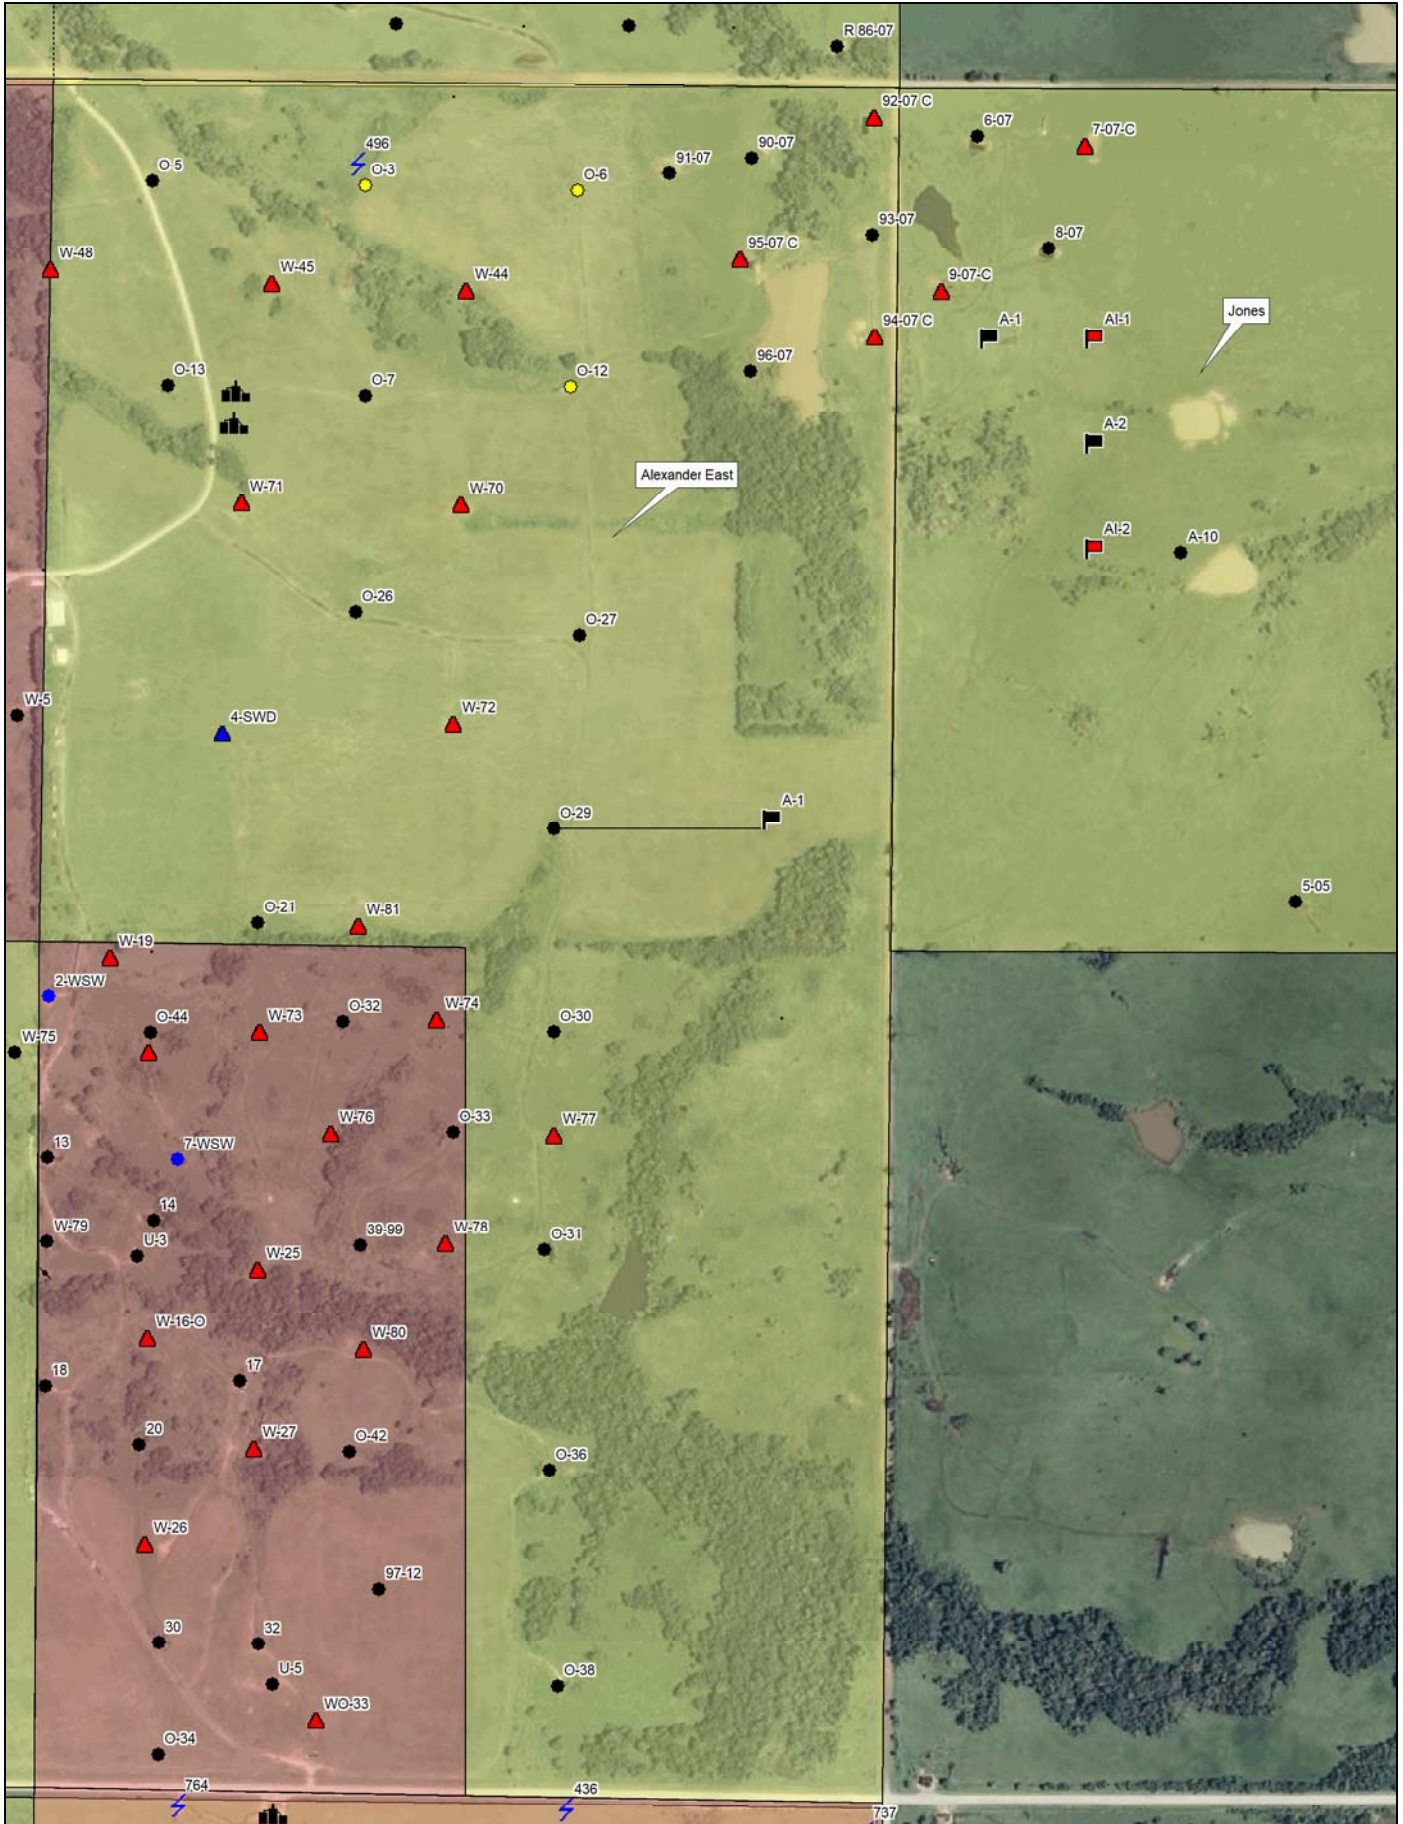 R 86-07
92-07 C
6-07
7-07-C
496
90-07
91-07
O-5
O-3
O-6
93-07
8-07
95-07 C
W-48
W-45
W-44
9-07-C
Jones
A-1
AI-1
94-07 C
96-07
O-13
O-7
O-12
A-2
Alexander East
W-71
W-70
AI-2
A-10
O-26
O-27
W-5
4-SWD
W-72
O-29
A-1
5-05
O-21
W-81
W-19
2-WSW
W-74
O-44
W-73
O-32
O-30
W-75
W-76
O-33
W-77
13
7-WSW
14
W-79
U-3
39-99
W-78
O-31
W-25
W-16-O
W-80
18
17
20
W-27
O-42
O-36
W-26
97-12
30
32
U-5
O-38
WO-33
O-34
764
436
737